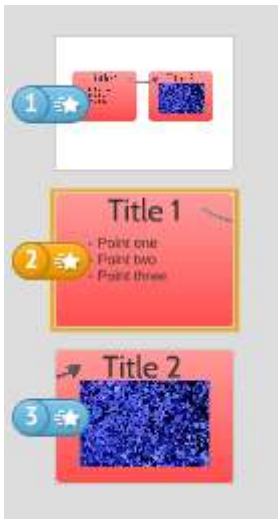 1
2
Title 1
- Point one
- Point two
- Point three
3
Title 2